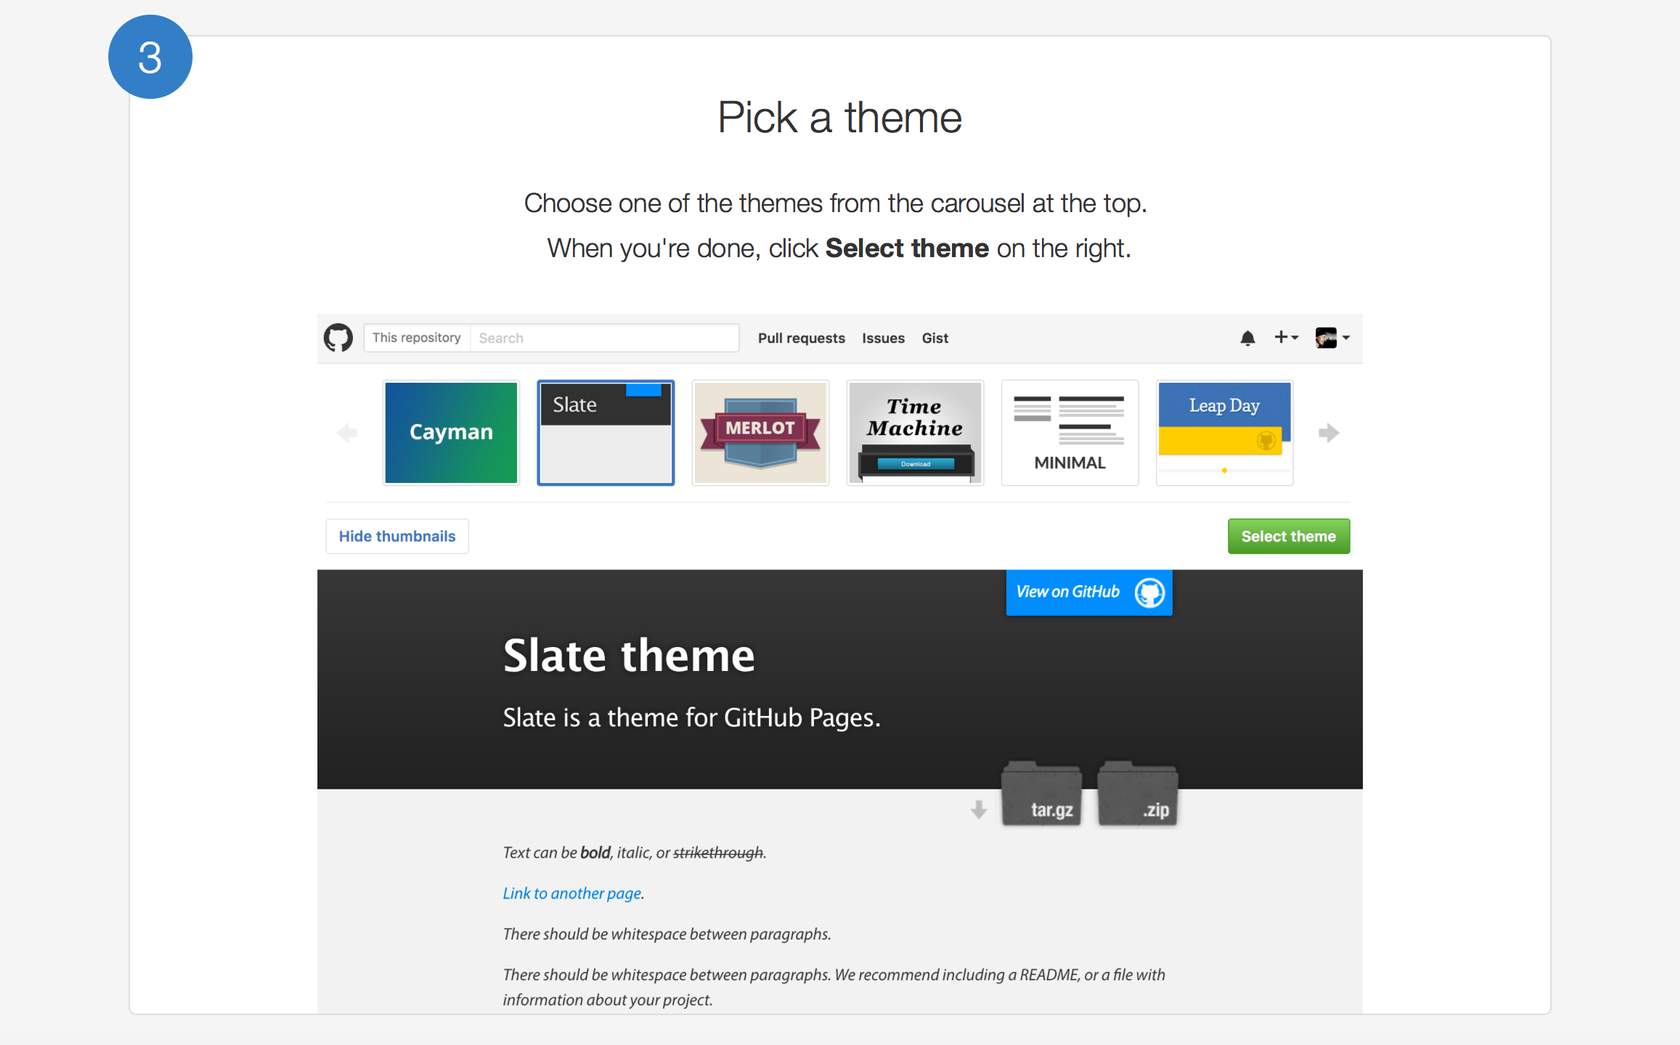 3
Pick a theme
Choose one of the themes from the carousel at the top.
When you're done, click Select theme on the right.
This repository Search Pull requests Issues Gist
Cayman
Slate
MERLOT
Time
Machine
Download
MINIMAL
Leap Day
Hide thumbnails
Select theme
View on GitHub
Slate theme
Slate is a theme for GitHub Pages.
tar.gz
.zip
Text can be bold, italic, or strikethrough.
Link to another page.
There should be whitespace between paragraphs.
There should be whitespace between paragraphs. We recommend including a README, or a file with
information about your project.